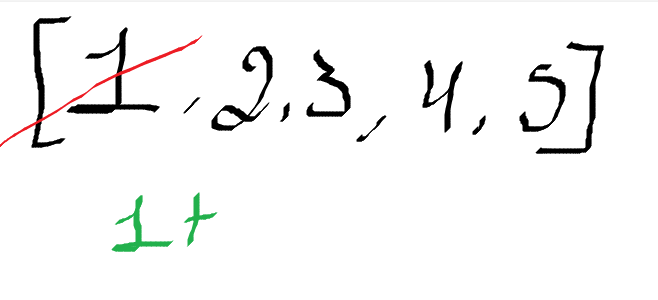 [1, 2, 3, 4, 5]
1+